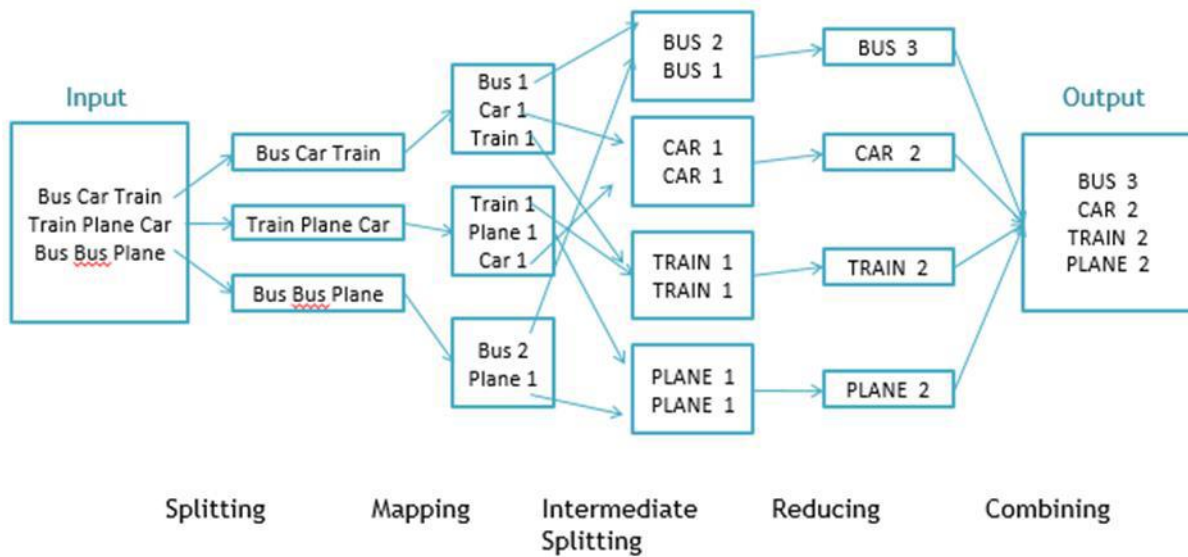 Input
Bus Car Train
Train Plane Car
Bus Bus Plane
Bus Car Train
Train Plane Car
Bus Bus Plane
Bus 1
Car 1
Train 1
Train 1
Plane 1
Car 1
Bus 2
Plane 1
BUS 2
BUS 1
CAR 1
CAR 1
TRAIN 1
TRAIN 1
PLANE 1
PLANE 1
BUS 3
CAR 2
TRAIN 2
PLANE 2
Output
BUS 3
CAR 2
TRAIN 2
PLANE 2
Splitting
Mapping
Intermediate
Splitting
Reducing
Combining